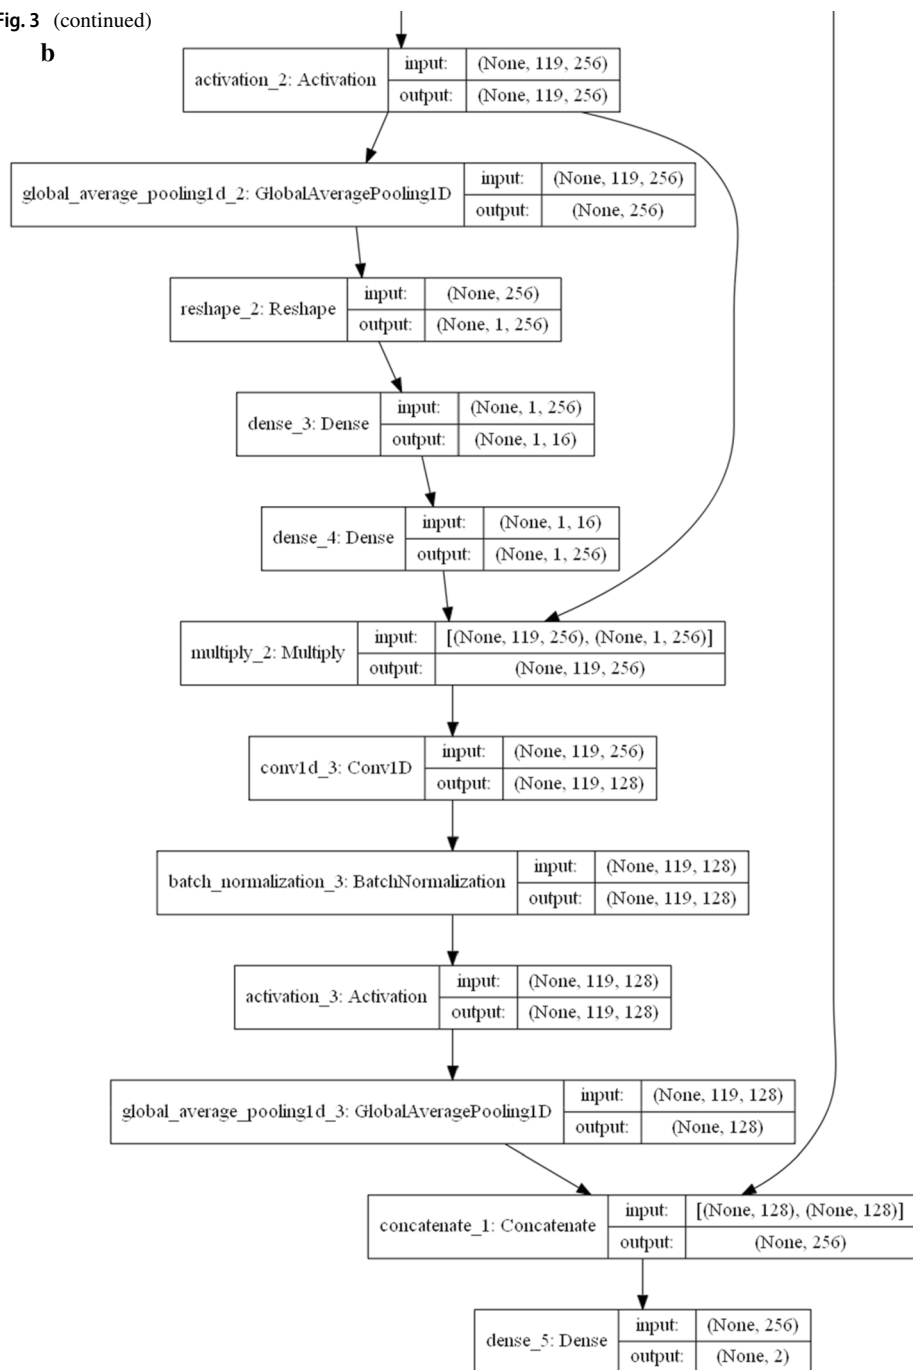 Fig. 3 (continued)
b
activation_2: Activation
input: (None, 119, 256)
output: (None, 119, 256)
global_average_pooling1d_2: GlobalAveragePooling1D
input: (None, 119, 256)
output: (None, 256)
reshape_2: Reshape
input: (None, 256)
output: (None, 1, 256)
dense_3: Dense
input: (None, 1, 256)
output: (None, 1, 16)
dense_4: Dense
input: (None, 1, 16)
output: (None, 1, 256)
multiply_2: Multiply
input: [(None, 119, 256), (None, 1, 256)]
output: (None, 119, 256)
conv1d_3: Conv1D
input: (None, 119, 256)
output: (None, 119, 128)
batch_normalization_3: BatchNormalization
input: (None, 119, 128)
output: (None, 119, 128)
activation_3: Activation
input: (None, 119, 128)
output: (None, 119, 128)
global_average_pooling1d_3: GlobalAveragePooling1D
input: (None, 119, 128)
output: (None, 128)
concatenate_1: Concatenate
input: [(None, 128), (None, 128)]
output: (None, 256)
dense_5: Dense
input: (None, 256)
output: (None, 2)